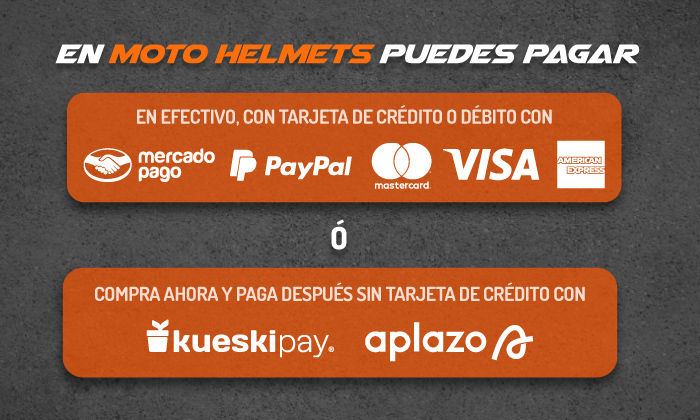 EN MOTO HELMETS PUEDES PAGAR
EN EFECTIVO, CON TARJETA DE CRÉDITO O DÉBITO CON
mercado
pago
PayPal
mastercard.
VISA
AMERICAN
EXPRESS
Ó
COMPRA AHORA Y PAGA DESPUÉS SIN TARJETA DE CRÉDITO CON
kueskipay®
aplazo